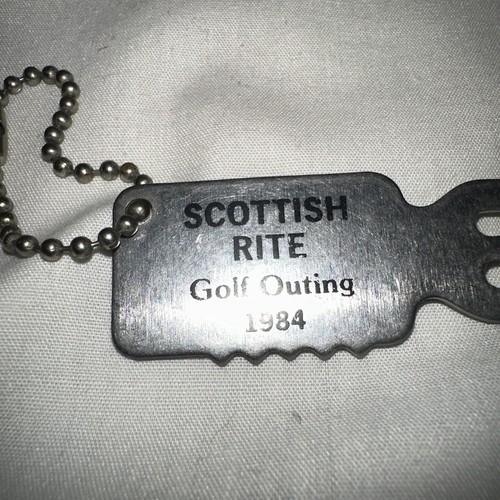 SCOTTISH
RITE
Golf Outing
1984